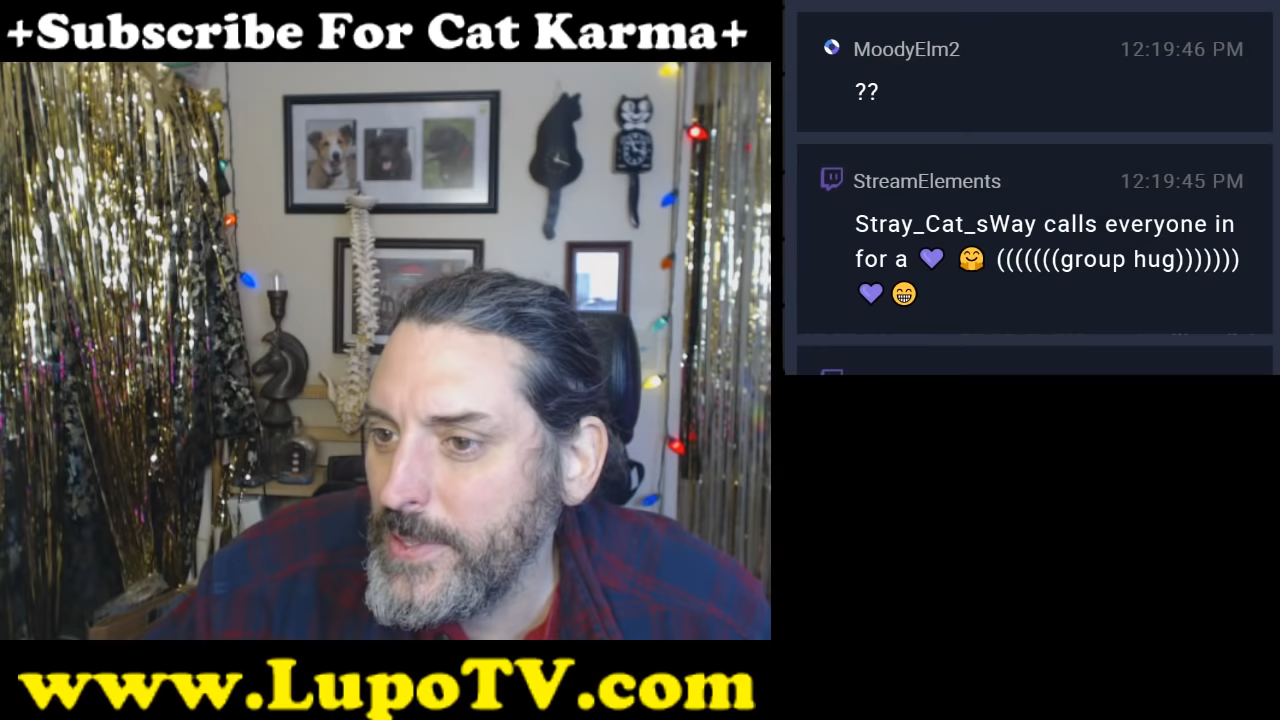 +Subscribe For Cat Karma+
MoodyElm2 12:19:46 PM
??
StreamElements 12:19:45 PM
Stray_Cat_sWay calls everyone in
for a 💜 🤗 (((((((group hug)))))))
💜 😁
www.LupoTV.com